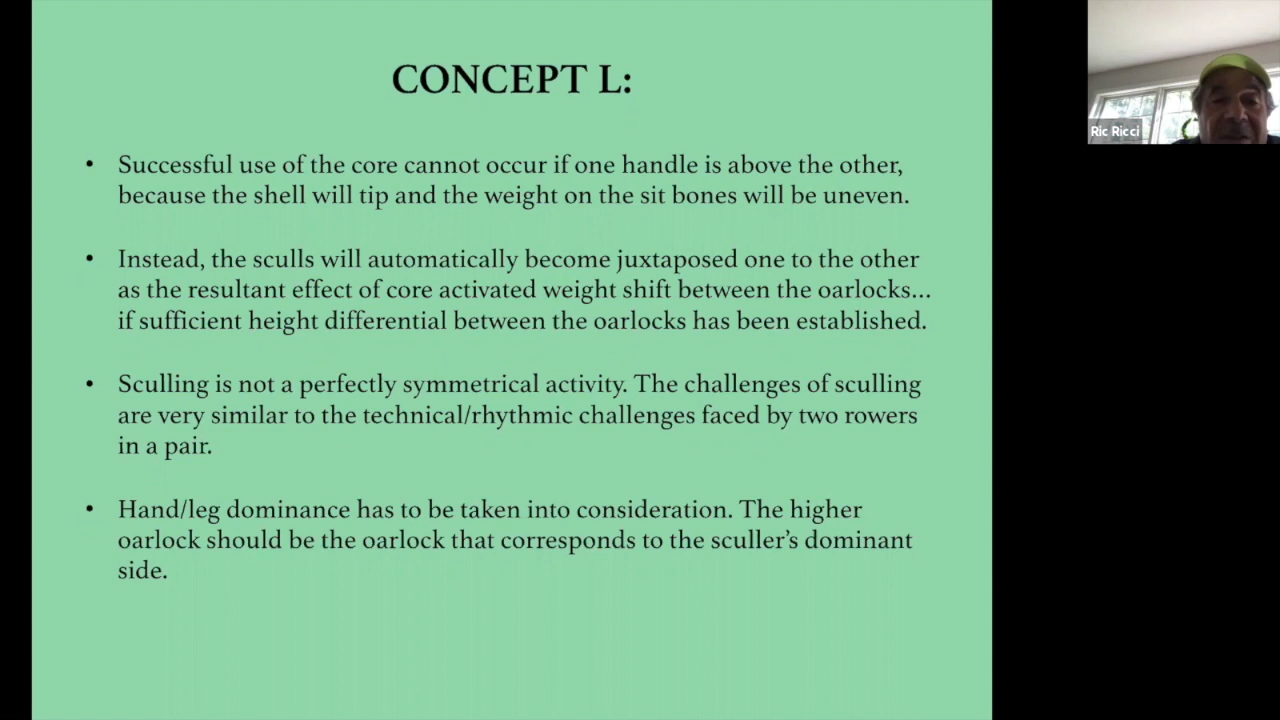 CONCEPT L:
• Successful use of the core cannot occur if one handle is above the other,
because the shell will tip and the weight on the sit bones will be uneven.
• Instead, the sculls will automatically become juxtaposed one to the other
as the resultant effect of core activated weight shift between the oarlocks…
if sufficient height differential between the oarlocks has been established.
• Sculling is not a perfectly symmetrical activity. The challenges of sculling
are very similar to the technical/rhythmic challenges faced by two rowers
in a pair.
• Hand/leg dominance has to be taken into consideration. The higher
oarlock should be the oarlock that corresponds to the sculler’s dominant
side.
Ric Ricci